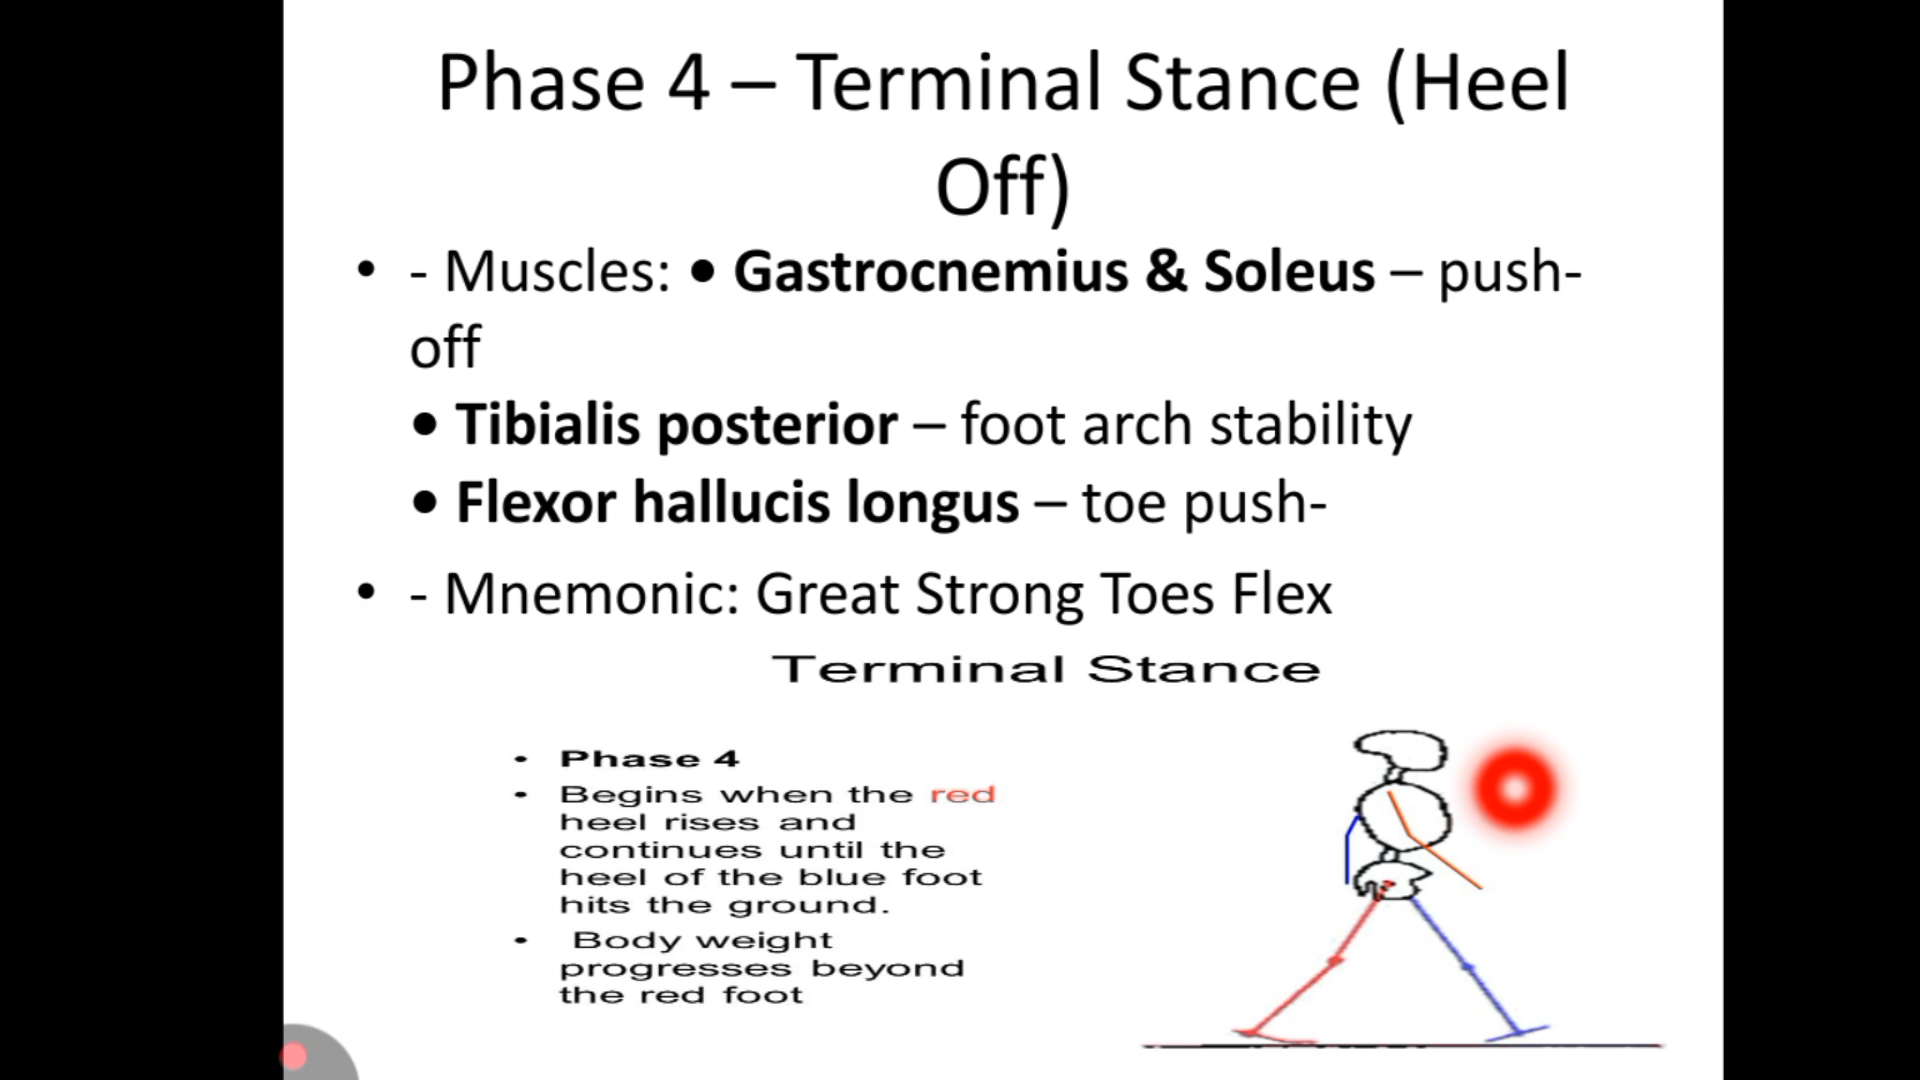 Phase 4 – Terminal Stance (Heel
Off)
• - Muscles: • Gastrocnemius & Soleus – push-
off
• Tibialis posterior – foot arch stability
• Flexor hallucis longus – toe push-
• - Mnemonic: Great Strong Toes Flex
Terminal Stance
• Phase 4
• Begins when the red
heel rises and
continues until the
heel of the blue foot
hits the ground.
• Body weight
progresses beyond
the red foot